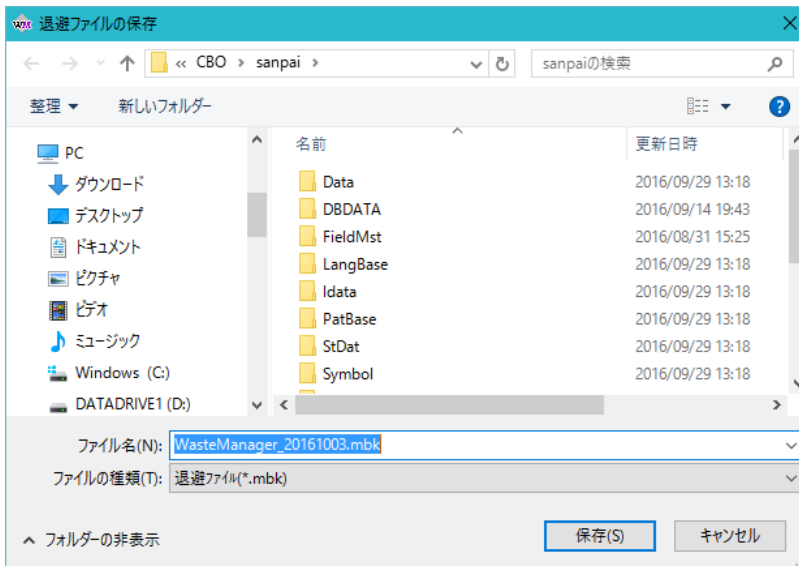 WM 退避ファイルの保存
« CBO › sanpai ›
sanpaiの検索
整理
新しいフォルダー
名前
更新日時
PC
ダウンロード
デスクトップ
ドキュメント
ピクチャ
ビデオ
ミュージック
Windows (C:)
DATADRIVE1 (D:)
Data 2016/09/29 13:18
DBDATA 2016/09/14 19:43
FieldMst 2016/08/31 15:25
LangBase 2016/09/29 13:18
ldata 2016/09/29 13:18
PatBase 2016/09/29 13:18
StDat 2016/09/29 13:18
Symbol 2016/09/29 13:18
ファイル名(N): WasteManager_20161003.mbk
ファイルの種類(T): 退避ﾌｧｲﾙ(*.mbk)
フォルダーの非表示
保存(S)
キャンセル